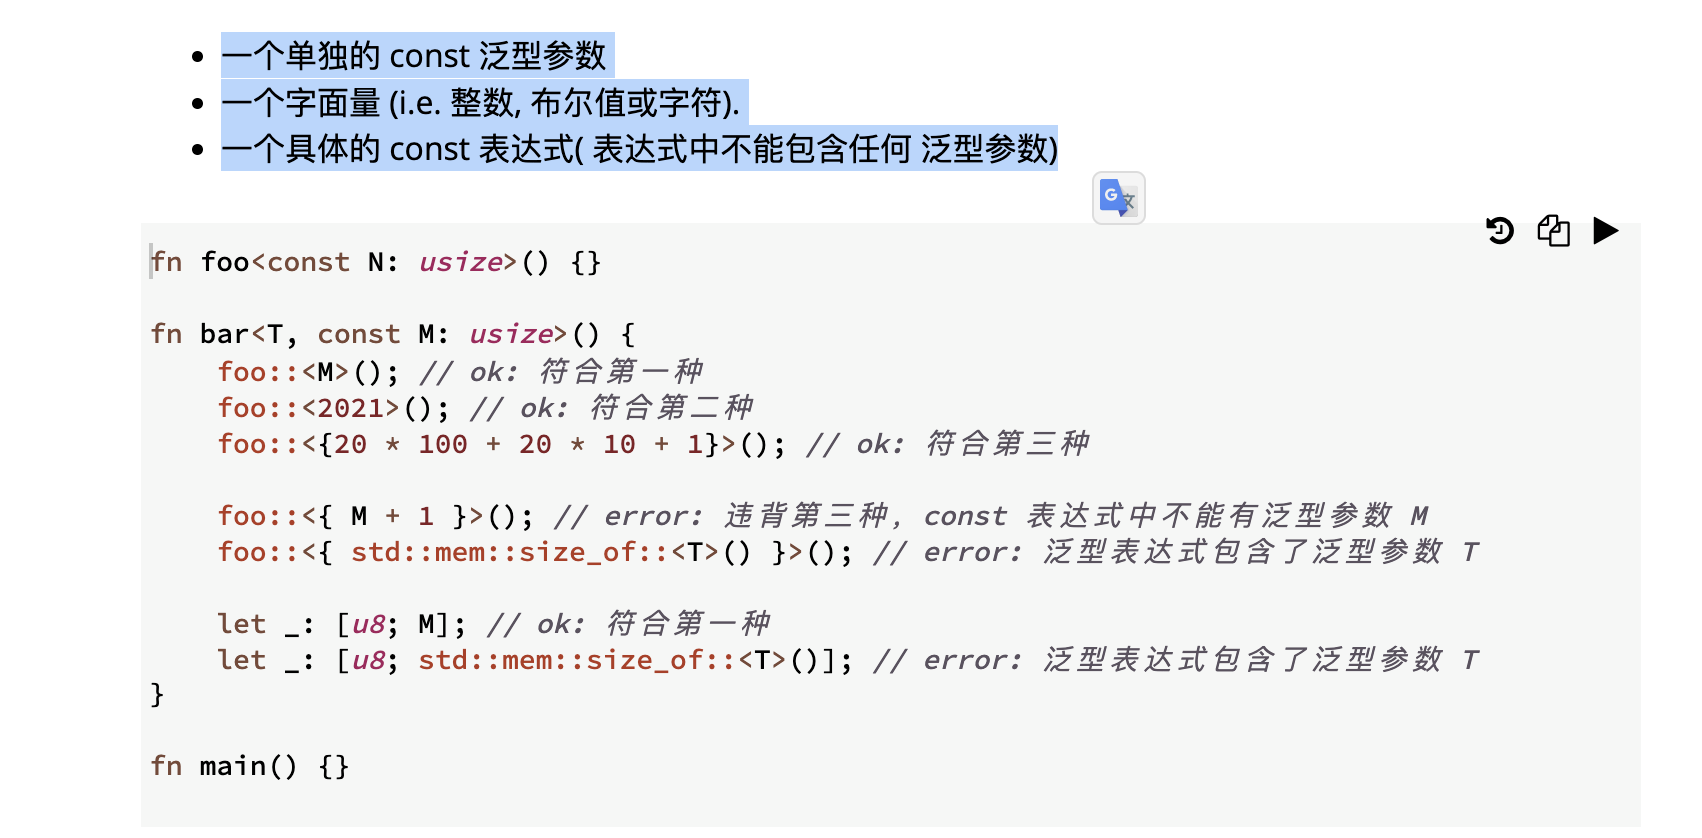 一个单独的 const 泛型参数
一个字面量 (i.e. 整数, 布尔值或字符).
一个具体的 const 表达式( 表达式中不能包含任何 泛型参数)
G 文
fn foo<const N: usize>() {}
fn bar<T, const M: usize>() {
    foo::<M>(); // ok: 符合第一种
    foo::<2021>(); // ok: 符合第二种
    foo::<{20 * 100 + 20 * 10 + 1}>(); // ok: 符合第三种
    foo::<{ M + 1 }>(); // error: 违背第三种, const 表达式中不能有泛型参数 M
    foo::<{ std::mem::size_of::<T>() }>(); // error: 泛型表达式包含了泛型参数 T
    let _: [u8; M]; // ok: 符合第一种
    let _: [u8; std::mem::size_of::<T>()]; // error: 泛型表达式包含了泛型参数 T
}
fn main() {}